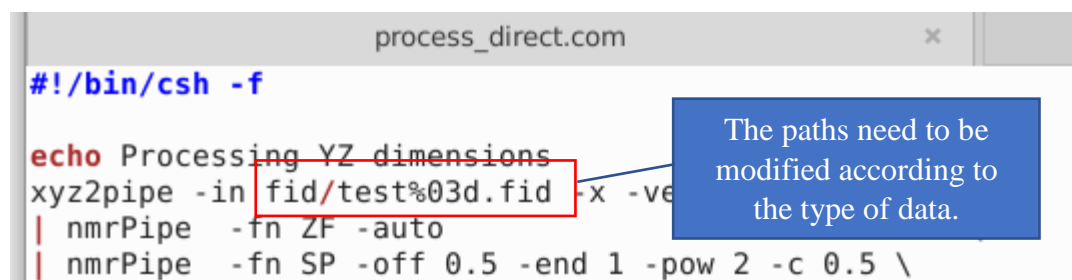 process_direct.com ×
#!/bin/csh -f
echo Processing YZ dimensions
xyz2pipe -in fid/test%03d.fid -x -ve
| nmrPipe -fn ZF -auto
| nmrPipe -fn SP -off 0.5 -end 1 -pow 2 -c 0.5 \
The paths need to be
modified according to
the type of data.